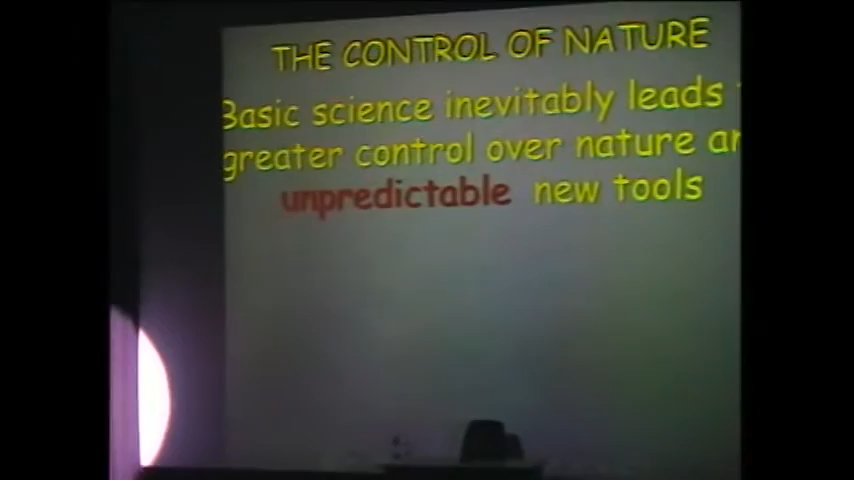 THE CONTROL OF NATURE
Basic science inevitably leads
greater control over nature
unpredictable new tools